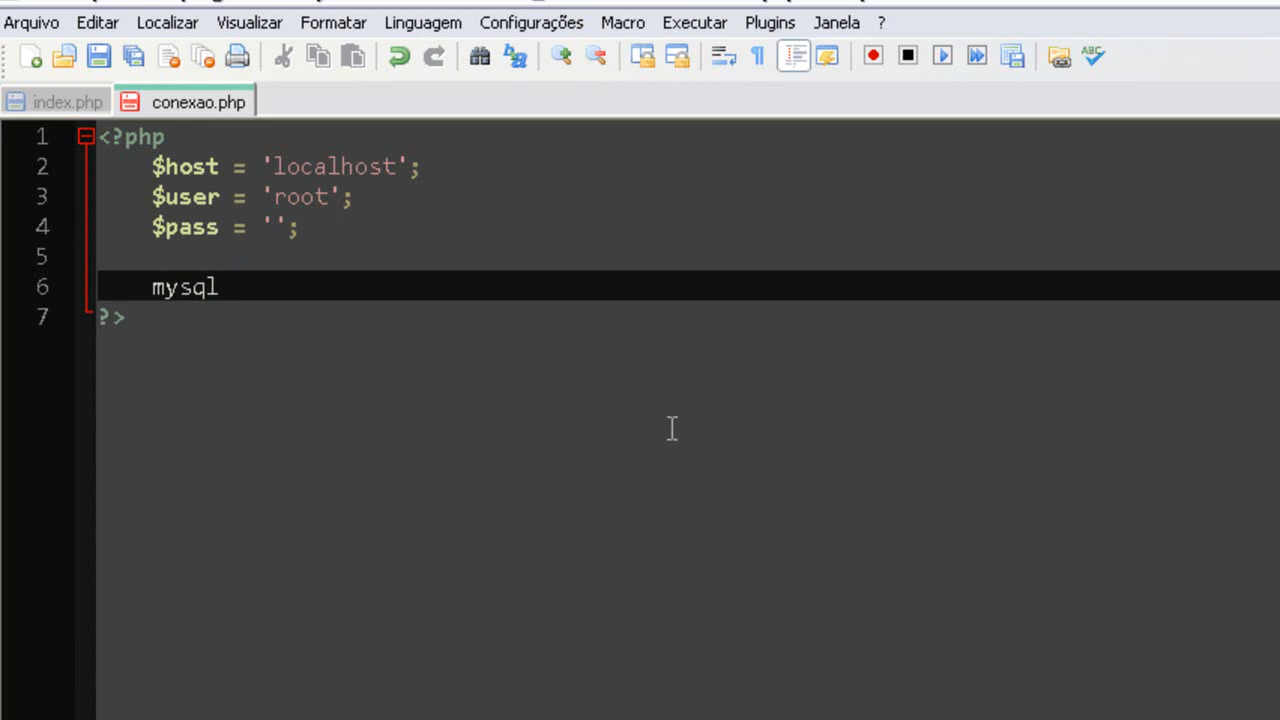 Arquivo Editar Localizar Visualizar Formatar Linguagem Configurações Macro Executar Plugins Janela ?
index.php conexao.php
1 <?php
2 $host = 'localhost';
3 $user = 'root';
4 $pass = '';
5
6 mysql
7 ?>